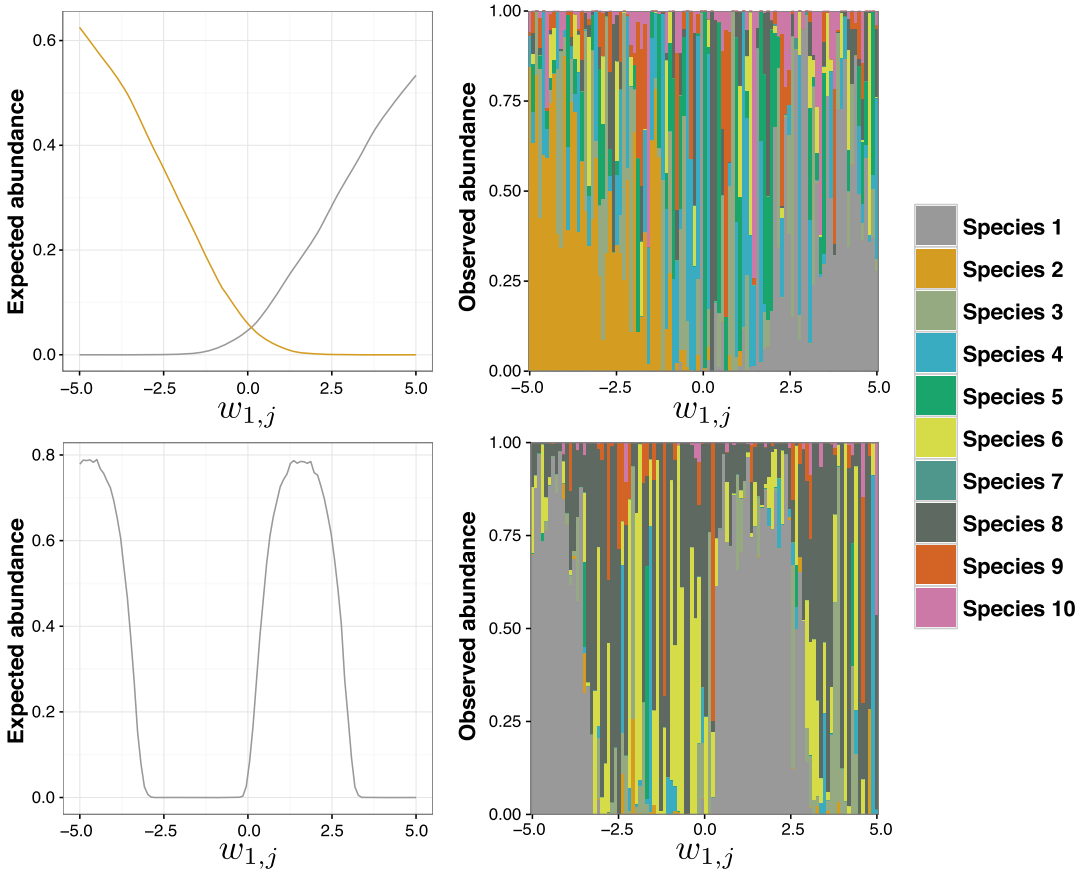 Expected abundance
0.6
0.4
0.2
0.0
−5.0 −2.5 0.0 2.5 5.0
w1,j
Observed abundance
1.00
0.75
0.50
0.25
0.00
−5.0 −2.5 0.0 2.5 5.0
w1,j
Expected abundance
0.8
0.6
0.4
0.2
0.0
−5.0 −2.5 0.0 2.5 5.0
w1,j
Observed abundance
1.00
0.75
0.50
0.25
0.00
−5.0 −2.5 0.0 2.5 5.0
w1,j
Species 1
Species 2
Species 3
Species 4
Species 5
Species 6
Species 7
Species 8
Species 9
Species 10